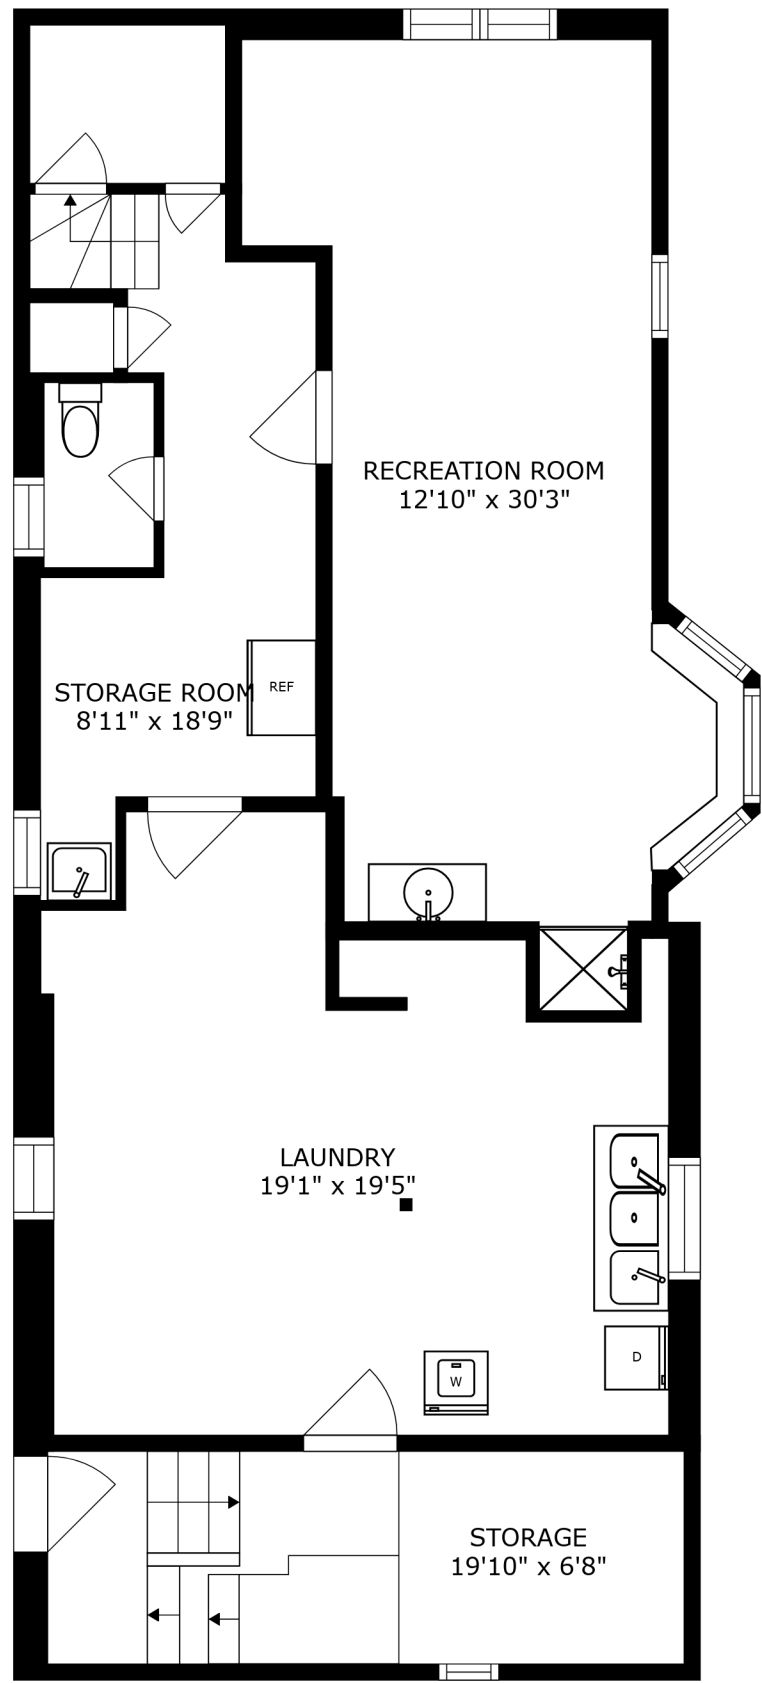 RECREATION ROOM
12'10" x 30'3"
REF
STORAGE ROOM
8'11" x 18'9"
LAUNDRY
19'1" x 19'5"
D
W
STORAGE
19'10" x 6'8"